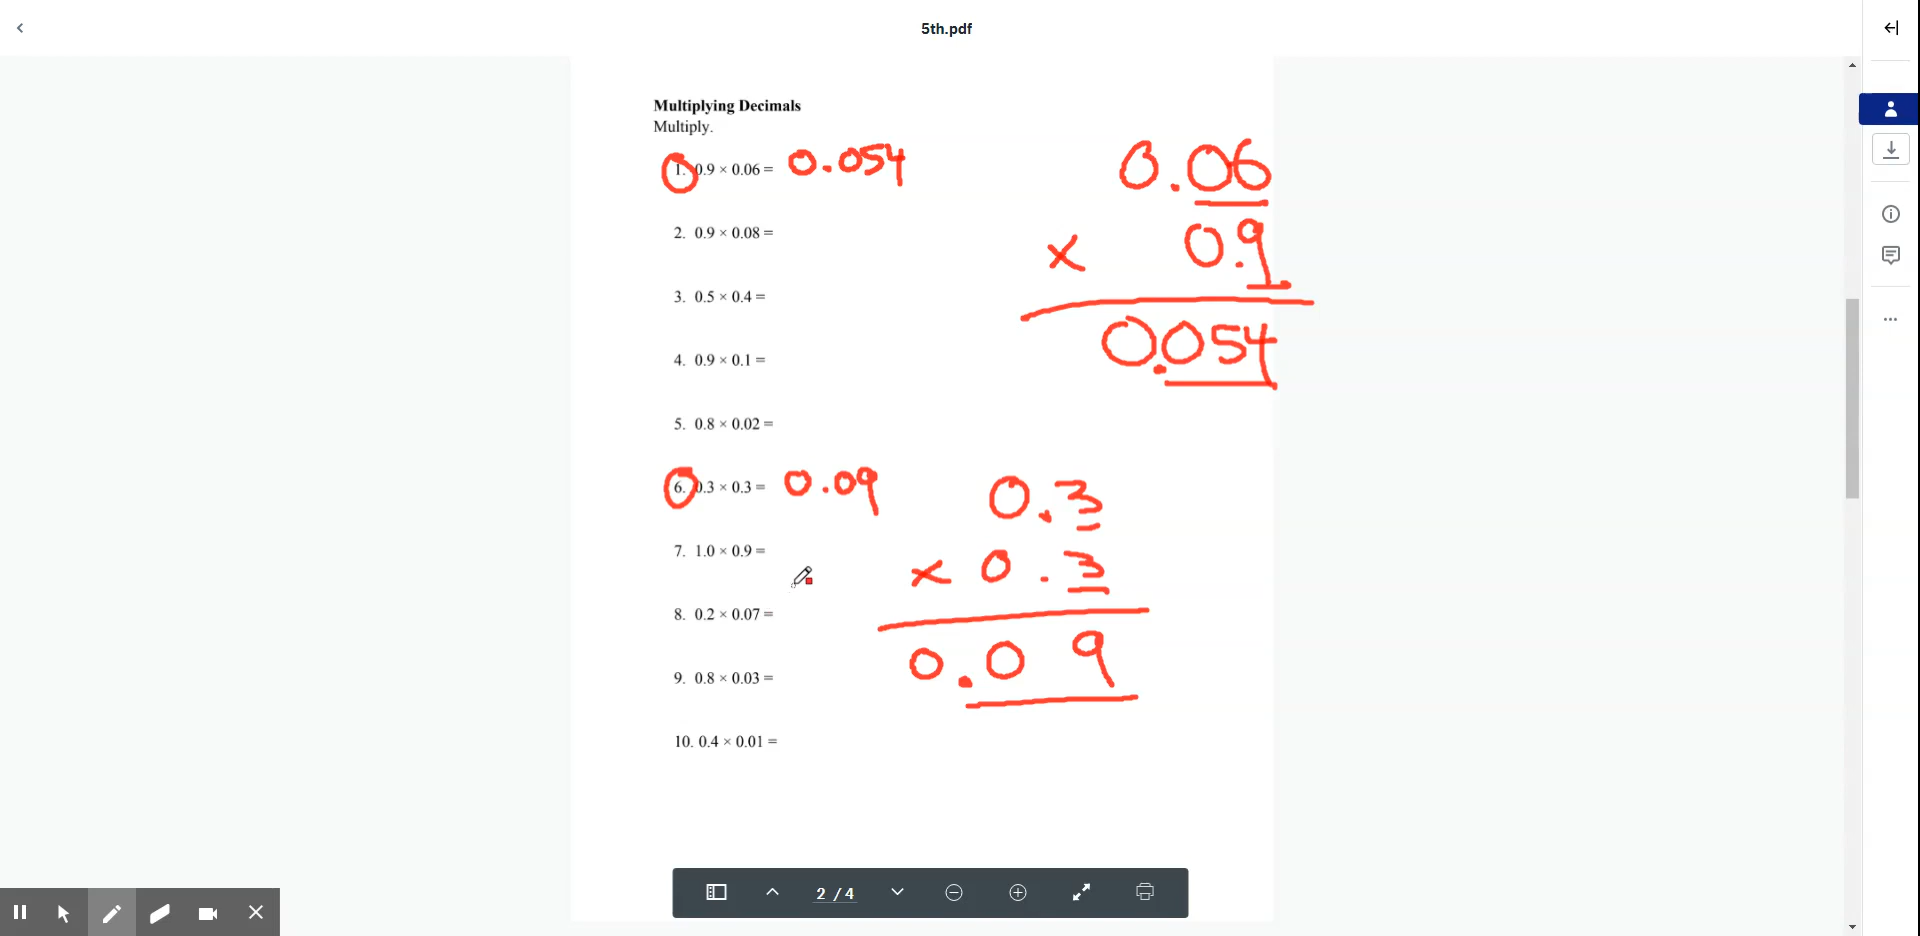 5th.pdf
Multiplying Decimals
Multiply.
1. 0.9 × 0.06 = 0.054
2. 0.9 × 0.08 =
3. 0.5 × 0.4 =
4. 0.9 × 0.1 =
5. 0.8 × 0.02 =
6. 0.3 × 0.3 = 0.09
7. 1.0 × 0.9 =
8. 0.2 × 0.07 =
9. 0.8 × 0.03 =
10. 0.4 × 0.01 =
0.06
x 0.9
0.054
0.3
x 0.3
0.09
2 / 4